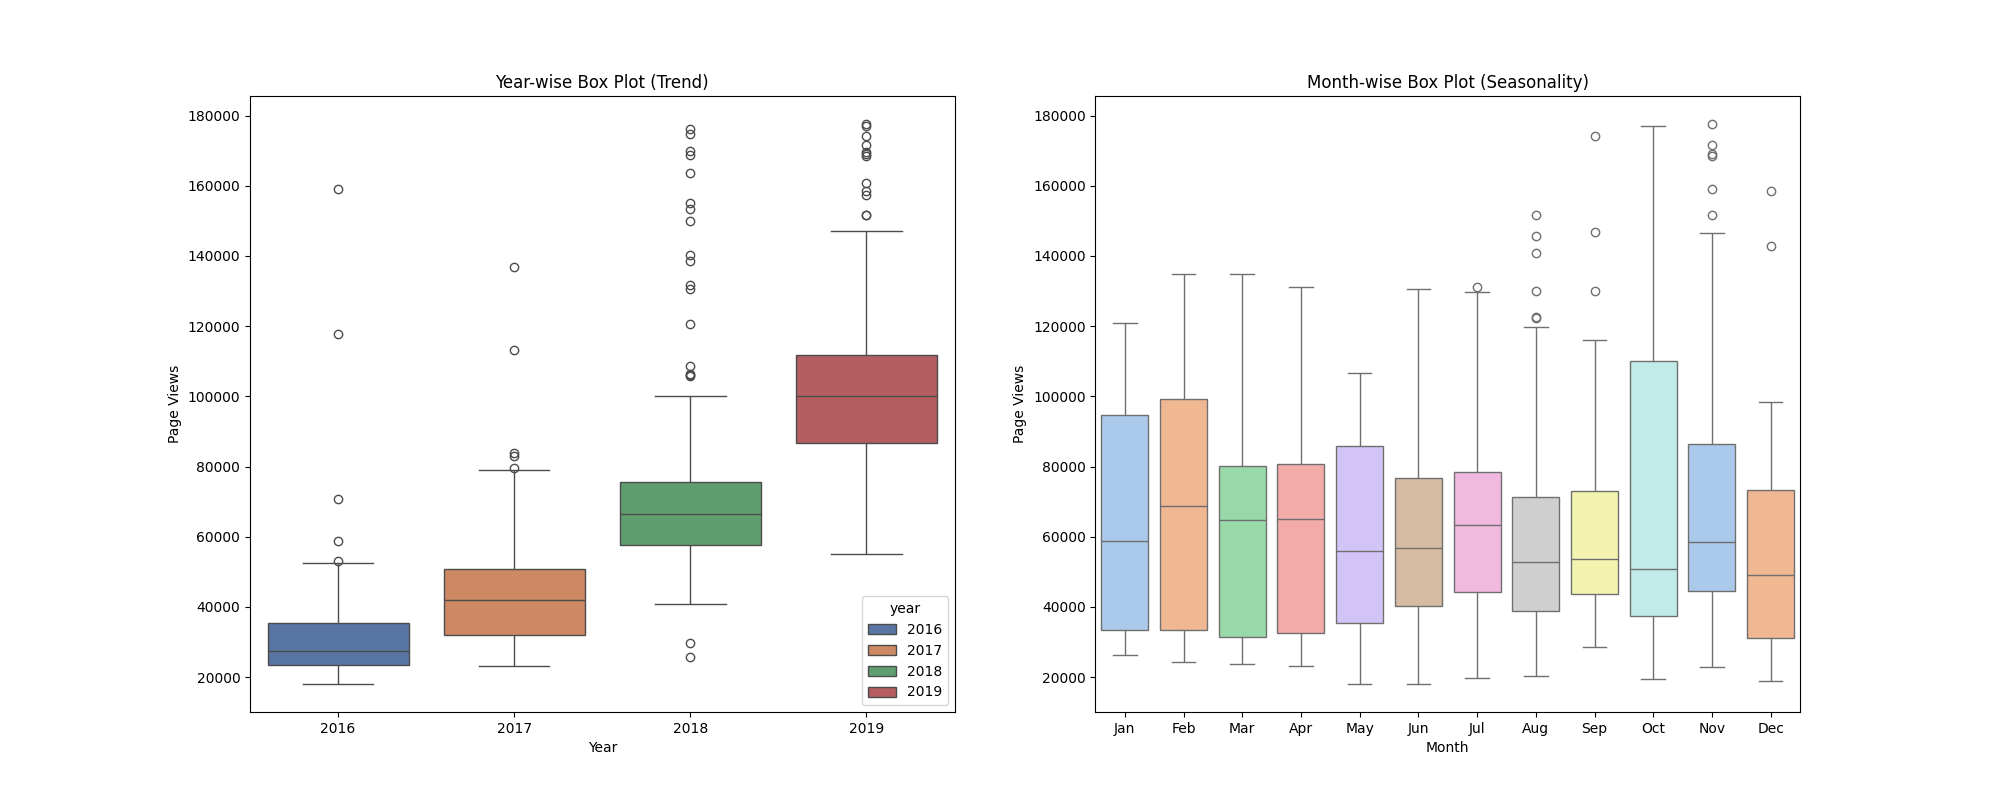 Year-wise Box Plot (Trend)
180000
160000
140000
120000
100000
80000
60000
40000
20000
Page Views
2016
2017
2018
2019
Year
year
2016
2017
2018
2019
Month-wise Box Plot (Seasonality)
180000
160000
140000
120000
100000
80000
60000
40000
20000
Page Views
Jan
Feb
Mar
Apr
May
Jun
Jul
Aug
Sep
Oct
Nov
Dec
Month